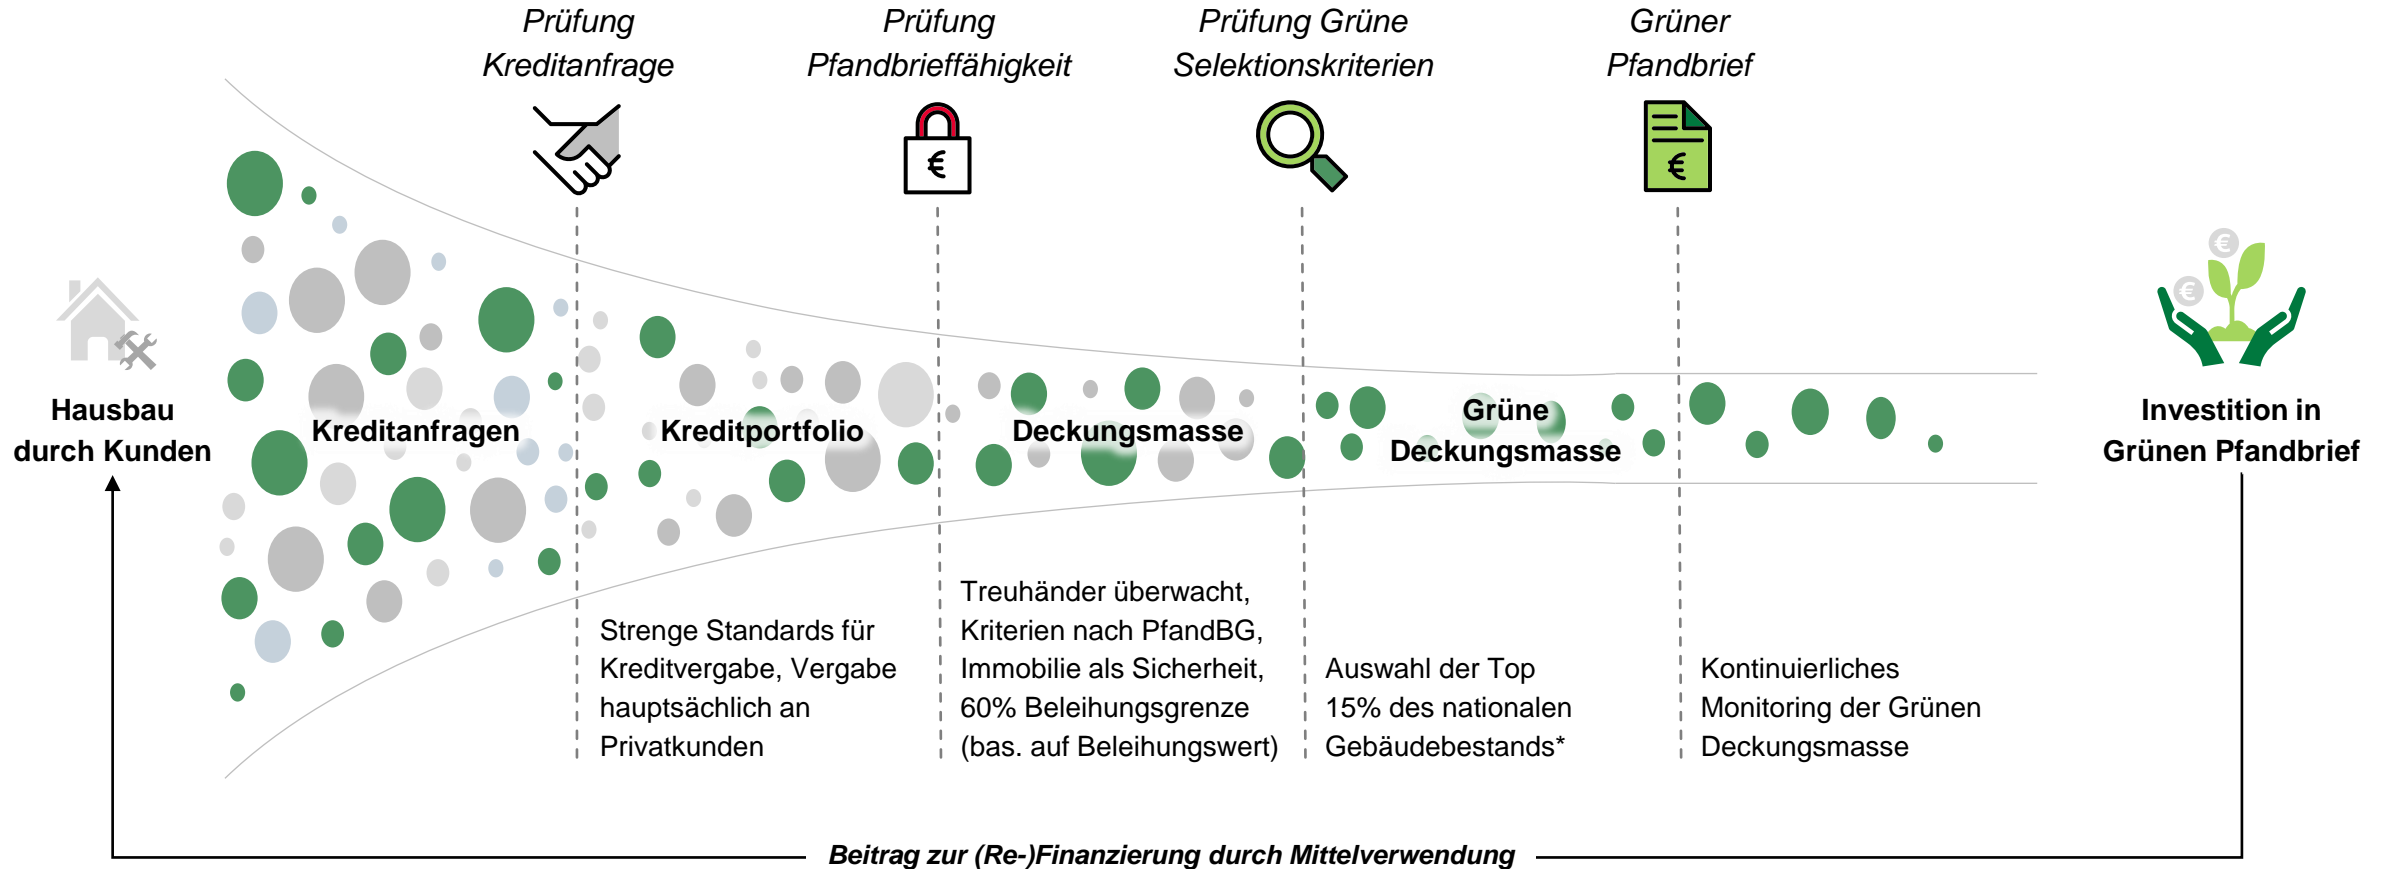 Prüfung
Kreditanfrage
Prüfung
Pfandbrieffähigkeit
Prüfung Grüne
Selektionskriterien
Grüner
Pfandbrief
€
€
€
€
Hausbau
durch Kunden
Kreditanfragen
Kreditportfolio
Deckungsmasse
Grüne
Deckungsmasse
Investition in
Grünen Pfandbrief
Strenge Standards für
Kreditvergabe, Vergabe
hauptsächlich an
Privatkunden
Treuhänder überwacht,
Kriterien nach PfandBG,
Immobilie als Sicherheit,
60% Beleihungsgrenze
(bas. auf Beleihungswert)
Auswahl der Top
15% des nationalen
Gebäudebestands*
Kontinuierliches
Monitoring der Grünen
Deckungsmasse
Beitrag zur (Re-)Finanzierung durch Mittelverwendung